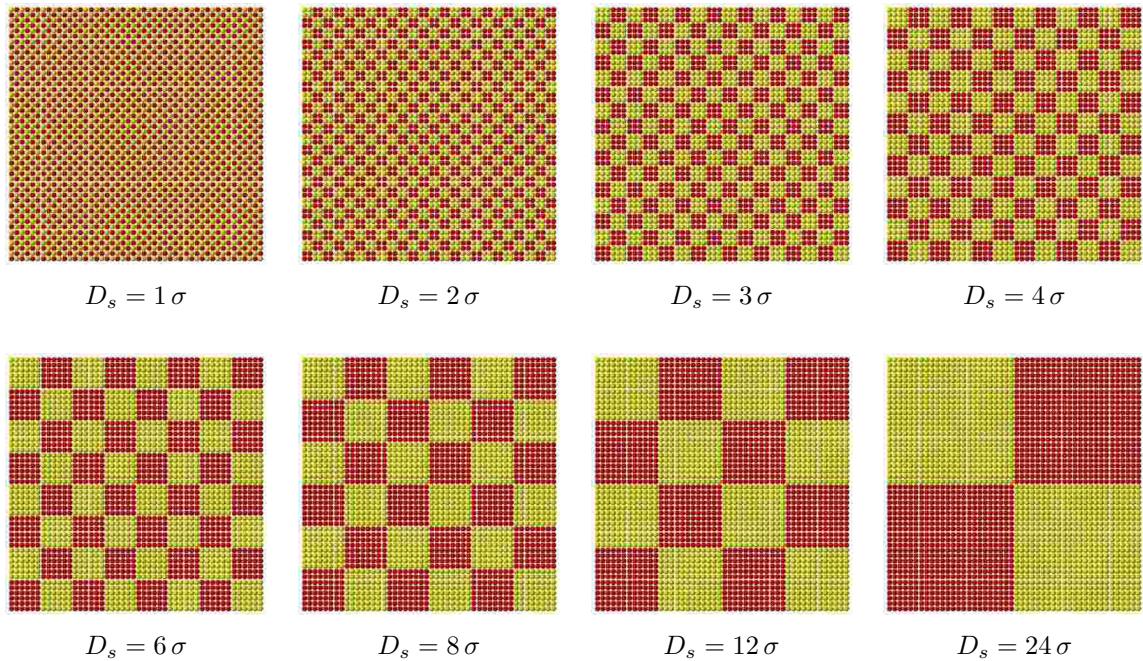 D_s = 1 σ
D_s = 2 σ
D_s = 3 σ
D_s = 4 σ
D_s = 6 σ
D_s = 8 σ
D_s = 12 σ
D_s = 24 σ